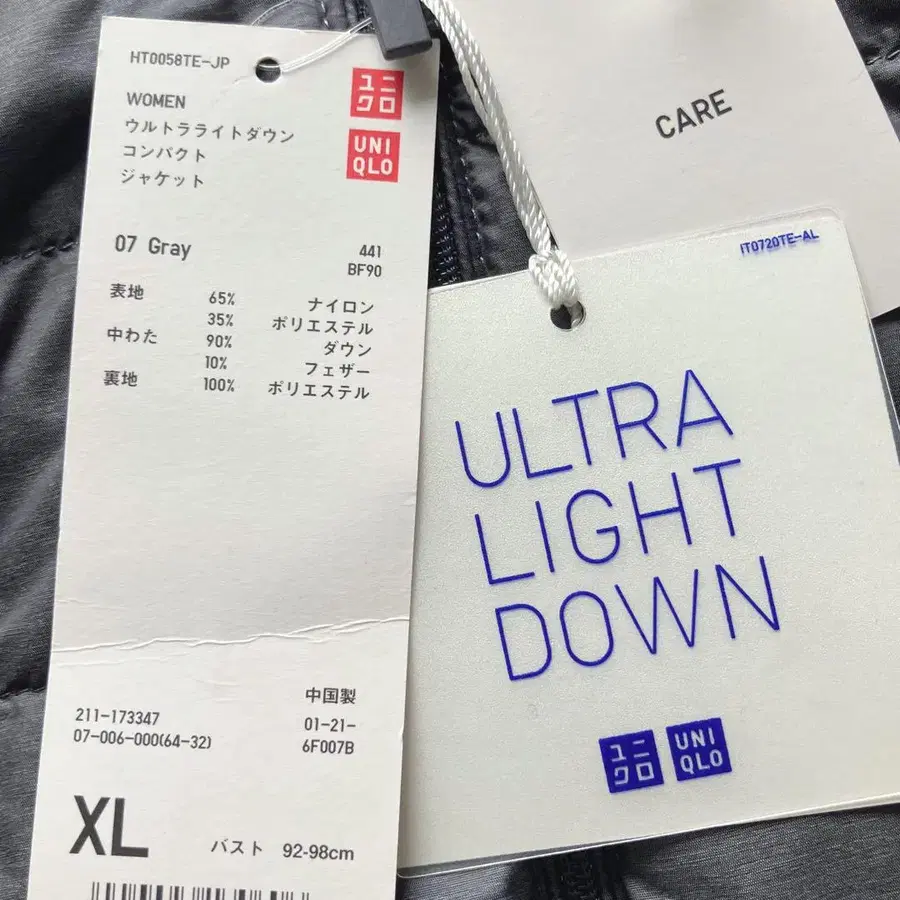 HT0058TE-JP
ユニ
クロ
UNI
QLO
WOMEN
ウルトラライトダウン
コンパクト
ジャケット
07 Gray
441
BF90
表地 65% ナイロン
35% ポリエステル
中わた 90% ダウン
10% フェザー
裏地 100% ポリエステル
中国製
211-173347 01-21-
07-006-000(64-32) 6F007B
XL バスト 92-98cm
CARE
IT0720TE-AL
ULTRA
LIGHT
DOWN
ユニ
クロ
UNI
QLO